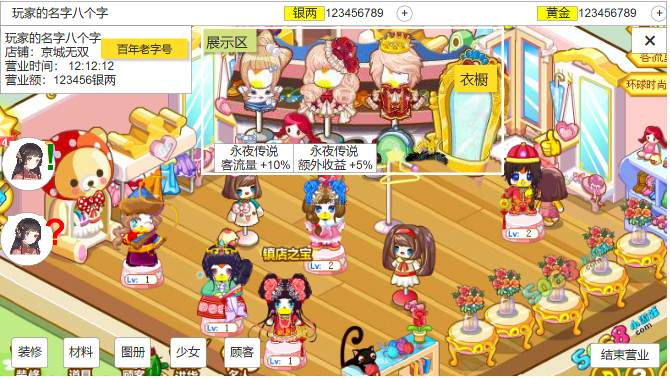 玩家的名字八个字
银两 123456789 +
黄金 123456789 +
玩家的名字八个字
店铺：京城无双
百年老字号
营业时间： 12:12:12
营业额：123456银两
展示区
衣橱
×
客流量
环球时尚
永夜传说
客流量 +10%
永夜传说
额外收益 +5%
4
!
?
镇店之宝
Lv: 1
Lv: 2
Lv: 2
Lv: 1
Lv: 1
装修
材料
图册
少女
顾客
结束营业